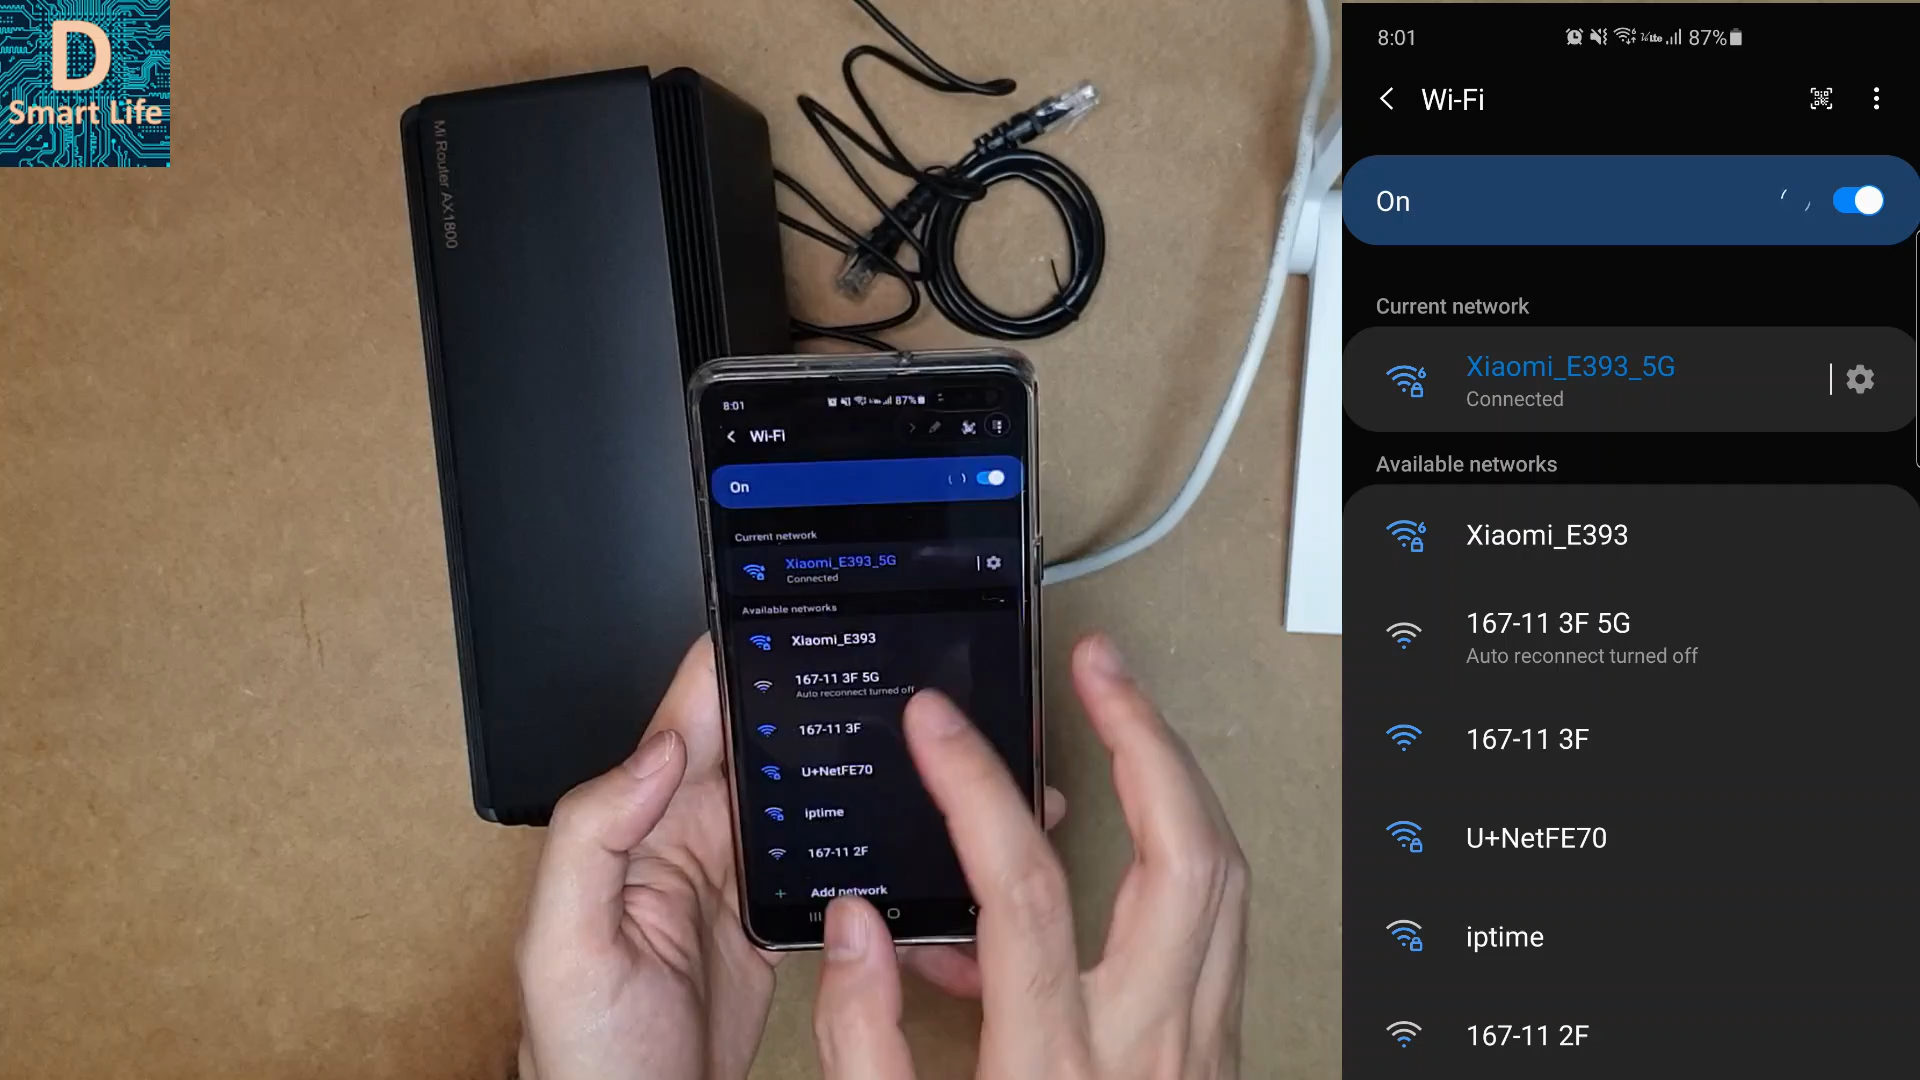 D
Smart Life
Mi Router AX1800
8:01
87%
Wi-Fi
On
Current network
Xiaomi_E393_5G
Connected
Available networks
Xiaomi_E393
167-11 3F 5G
Auto reconnect turned off
167-11 3F
U+NetFE70
iptime
167-11 2F
Add network
8:01
87%
Wi-Fi
On
Current network
Xiaomi_E393_5G
Connected
Available networks
Xiaomi_E393
167-11 3F 5G
Auto reconnect turned off
167-11 3F
U+NetFE70
iptime
167-11 2F